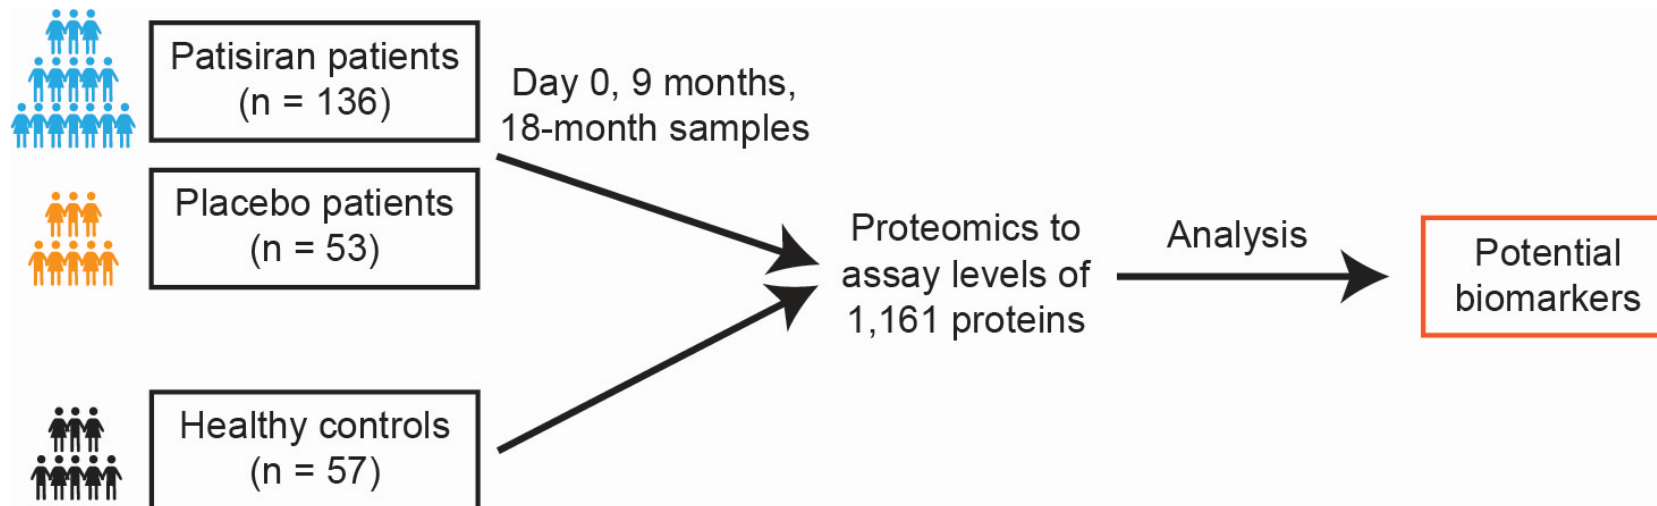 Patisiran patients
(n = 136)
Day 0, 9 months,
18-month samples
Placebo patients
(n = 53)
Healthy controls
(n = 57)
Proteomics to
assay levels of
1,161 proteins
Analysis
Potential
biomarkers